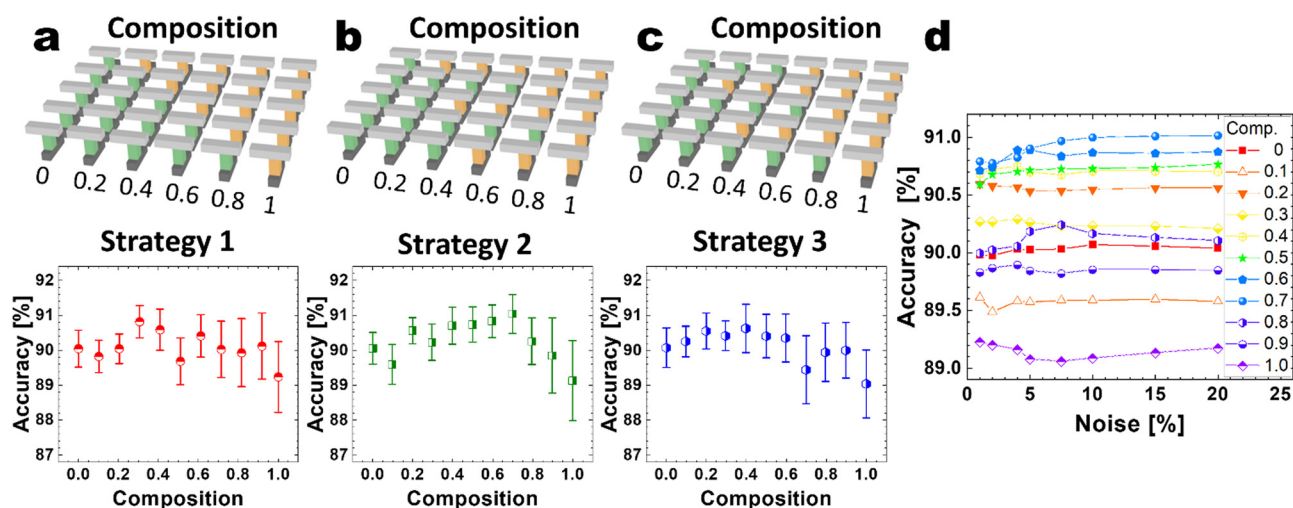 a Composition
0 0.2 0.4 0.6 0.8 1
Strategy 1
Accuracy [%]
92
91
90
89
88
87
0.0 0.2 0.4 0.6 0.8 1.0
Composition
b Composition
0 0.2 0.4 0.6 0.8 1
Strategy 2
Accuracy [%]
92
91
90
89
88
87
0.0 0.2 0.4 0.6 0.8 1.0
Composition
c Composition
0 0.2 0.4 0.6 0.8 1
Strategy 3
Accuracy [%]
92
91
90
89
88
87
0.0 0.2 0.4 0.6 0.8 1.0
Composition
d
Accuracy [%]
91.0
90.5
90.0
89.5
89.0
0 5 10 15 20 25
Noise [%]
Comp.
0
0.1
0.2
0.3
0.4
0.5
0.6
0.7
0.8
0.9
1.0